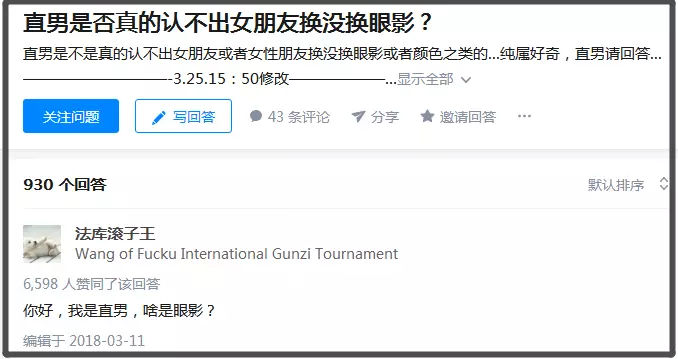 直男是否真的认不出女朋友换没换眼影？
直男是不是真的认不出女朋友或者女性朋友换没换眼影或者颜色之类的...纯属好奇，直男请回答...
———————————-3.25.15：50修改———————...显示全部
关注问题 写回答 43 条评论 分享 邀请回答 ...
930 个回答 默认排序
法库滚子王
Wang of Fucku International Gunzi Tournament
6,598 人赞同了该回答
你好，我是直男，啥是眼影？
编辑于 2018-03-11